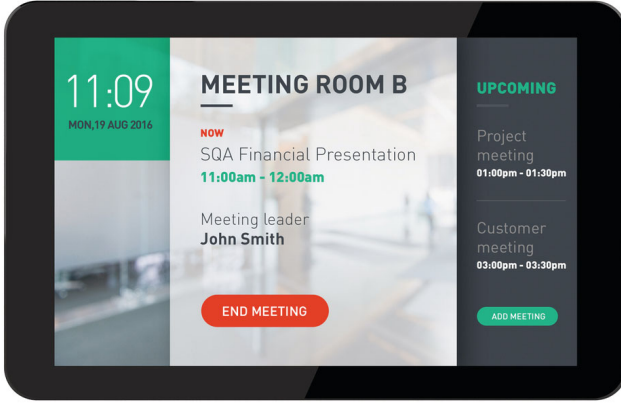 11:09
MON,19 AUG 2016
MEETING ROOM B
NOW
SQA Financial Presentation
11:00am - 12:00am
Meeting leader
John Smith
END MEETING
UPCOMING
Project
meeting
01:00pm - 01:30pm
Customer
meeting
03:00pm - 03:30pm
ADD MEETING